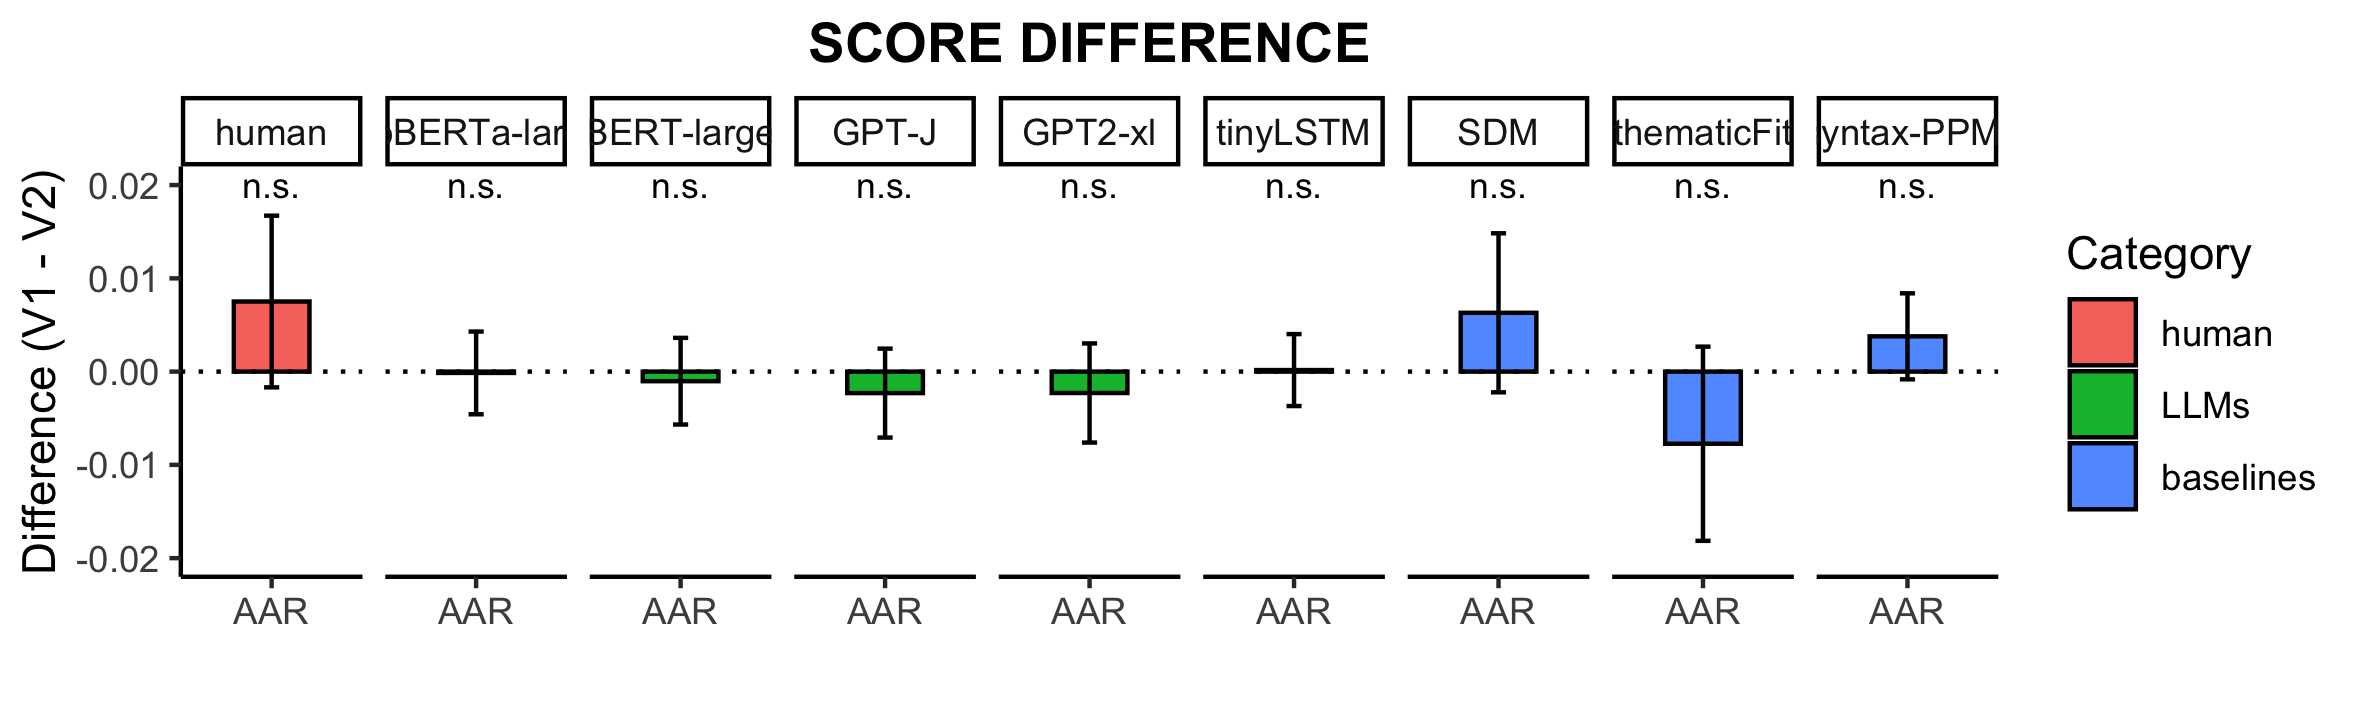 SCORE DIFFERENCE
human oBERTa-lar BERT-large GPT-J GPT2-xl tinyLSTM SDM thematicFit yntax-PPM
n.s. n.s. n.s. n.s. n.s. n.s. n.s. n.s. n.s.
Difference (V1 - V2)
0.02
0.01
0.00
-0.01
-0.02
AAR AAR AAR AAR AAR AAR AAR AAR AAR
Category
human
LLMs
baselines